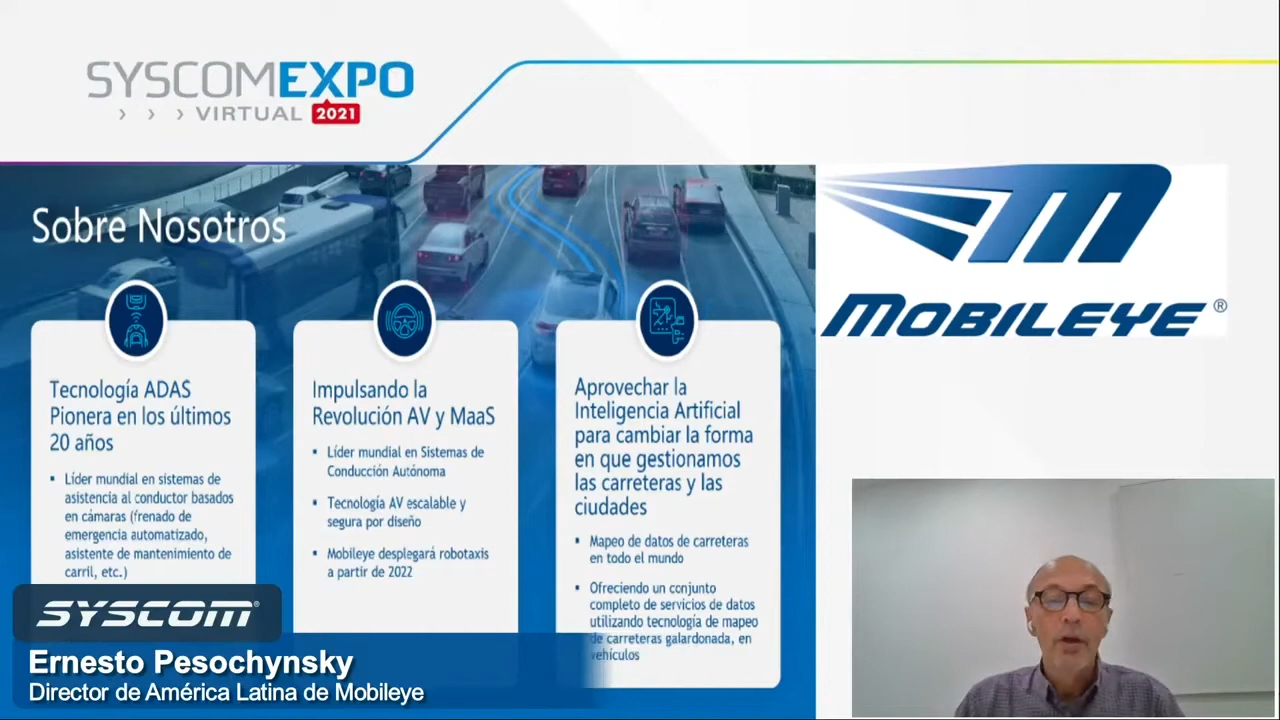 SYSCOMEXPO
VIRTUAL 2021
Sobre Nosotros
Tecnología ADAS
Pionera en los últimos
20 años
▪ Líder mundial en sistemas de
asistencia al conductor basados
en cámaras (frenado de
emergencia automatizado,
asistente de mantenimiento de
carril, etc.)
Impulsando la
Revolución AV y MaaS
▪ Líder mundial en Sistemas de
Conducción Autónoma
▪ Tecnología AV escalable y
segura por diseño
▪ Mobileye desplegará robotaxis
a partir de 2022
Aprovechar la
Inteligencia Artificial
para cambiar la forma
en que gestionamos
las carreteras y las
ciudades
▪ Mapeo de datos de carreteras
en todo el mundo
▪ Ofreciendo un conjunto
completo de servicios de datos
utilizando tecnología de mapeo
de carreteras galardonada, en
vehículos
MOBILEYE®
SYSCOM®
Ernesto Pesochynsky
Director de América Latina de Mobileye